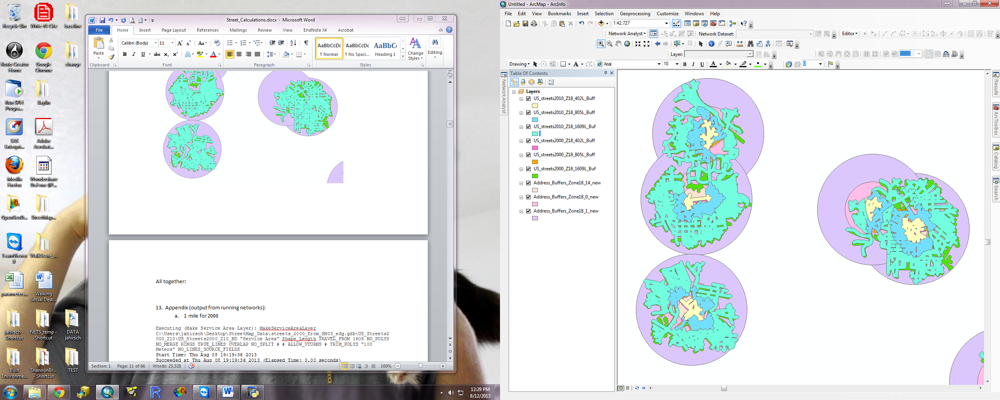 Recycle Bin
Write-N-Cite
baseline
Roxio Creator Home
Google Chrome
change
Run SPH Progra...
Baylin
SAS Enterpri...
Adobe Acrobat...
Mozilla Firefox
Wondershare Dr.Fone (iP...
OpenGeoD...
StreetMap_...
TeamViewer 8
WalkScore_...
parameters...
Walking Social Dest...
jahirsch - Shortcut
NETS_temp - Shortcut
DATA jahirsch
Built Environme...
ShannonBr... - Shortcut
TEST
Street_Calculations.docx - Microsoft Word
File Home Insert Page Layout References Mailings Review View EndNote X4 Acrobat
Paste
Calibri (Body) 11
AaBbCcDc AaBbCcDc AaBbCc
¶ Normal ¶ No Spaci... Heading 1
Change Styles
Editing
Clipboard Font Paragraph Styles
All together:
13. Appendix (output from running networks):
a. 1 mile for 2000
Executing (Make Service Area Layer): MakeServiceAreaLayer
C:\Users\jahirsch\Desktop\StreetMap_Data\streets_2000_from_SM03_edg.gdb\US_Streets2
000_Z10\US_Streets2000_Z10_ND "Service Area" Shape_Length TRAVEL_FROM 1609 NO_POLYS
NO_MERGE RINGS TRUE_LINES OVERLAP NO_SPLIT # # ALLOW_UTURNS # TRIM_POLYS "100
Meters" NO_LINES_SOURCE_FIELDS
Start Time: Thu Aug 08 19:19:36 2013
Succeeded at Thu Aug 08 19:19:36 2013 (Elapsed Time: 0.00 seconds)
Section: 1 Page: 11 of 66 Words: 23,328 100%
12:29 PM
8/12/2013
Untitled - ArcMap - ArcInfo
File Edit View Bookmarks Insert Selection Geoprocessing Customize Windows Help
1:42,727
Network Analyst Network Dataset: Editor
Layer: 100%
Drawing Arial 10 B I U A 0
Table Of Contents
Network Analyst
Layers
US_streets2010_Z18_402L_Buff
US_streets2010_Z18_805L_Buff
US_streets2010_Z18_1609L_Buf
US_streets2000_Z18_402L_Buff
US_streets2000_Z18_805L_Buff
US_streets2000_Z18_1609L_Buf
Address_Buffers_Zone18_14_new
Address_Buffers_Zone18_0_new
Address_Buffers_Zone18_1_new
Results
ArcToolbox
Catalog
Search